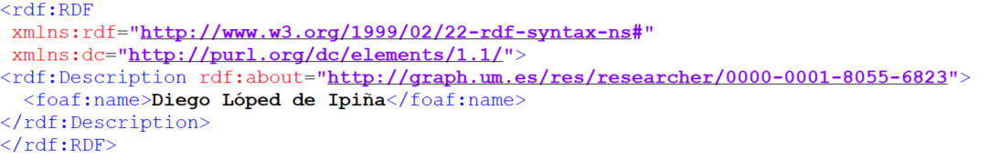 <rdf:RDF
xmlns:rdf="http://www.w3.org/1999/02/22-rdf-syntax-ns#"
xmlns:dc="http://purl.org/dc/elements/1.1/">
<rdf:Description rdf:about="http://graph.um.es/res/researcher/0000-0001-8055-6823">
<foaf:name>Diego Lóped de Ipiña</foaf:name>
</rdf:Description>
</rdf:RDF>